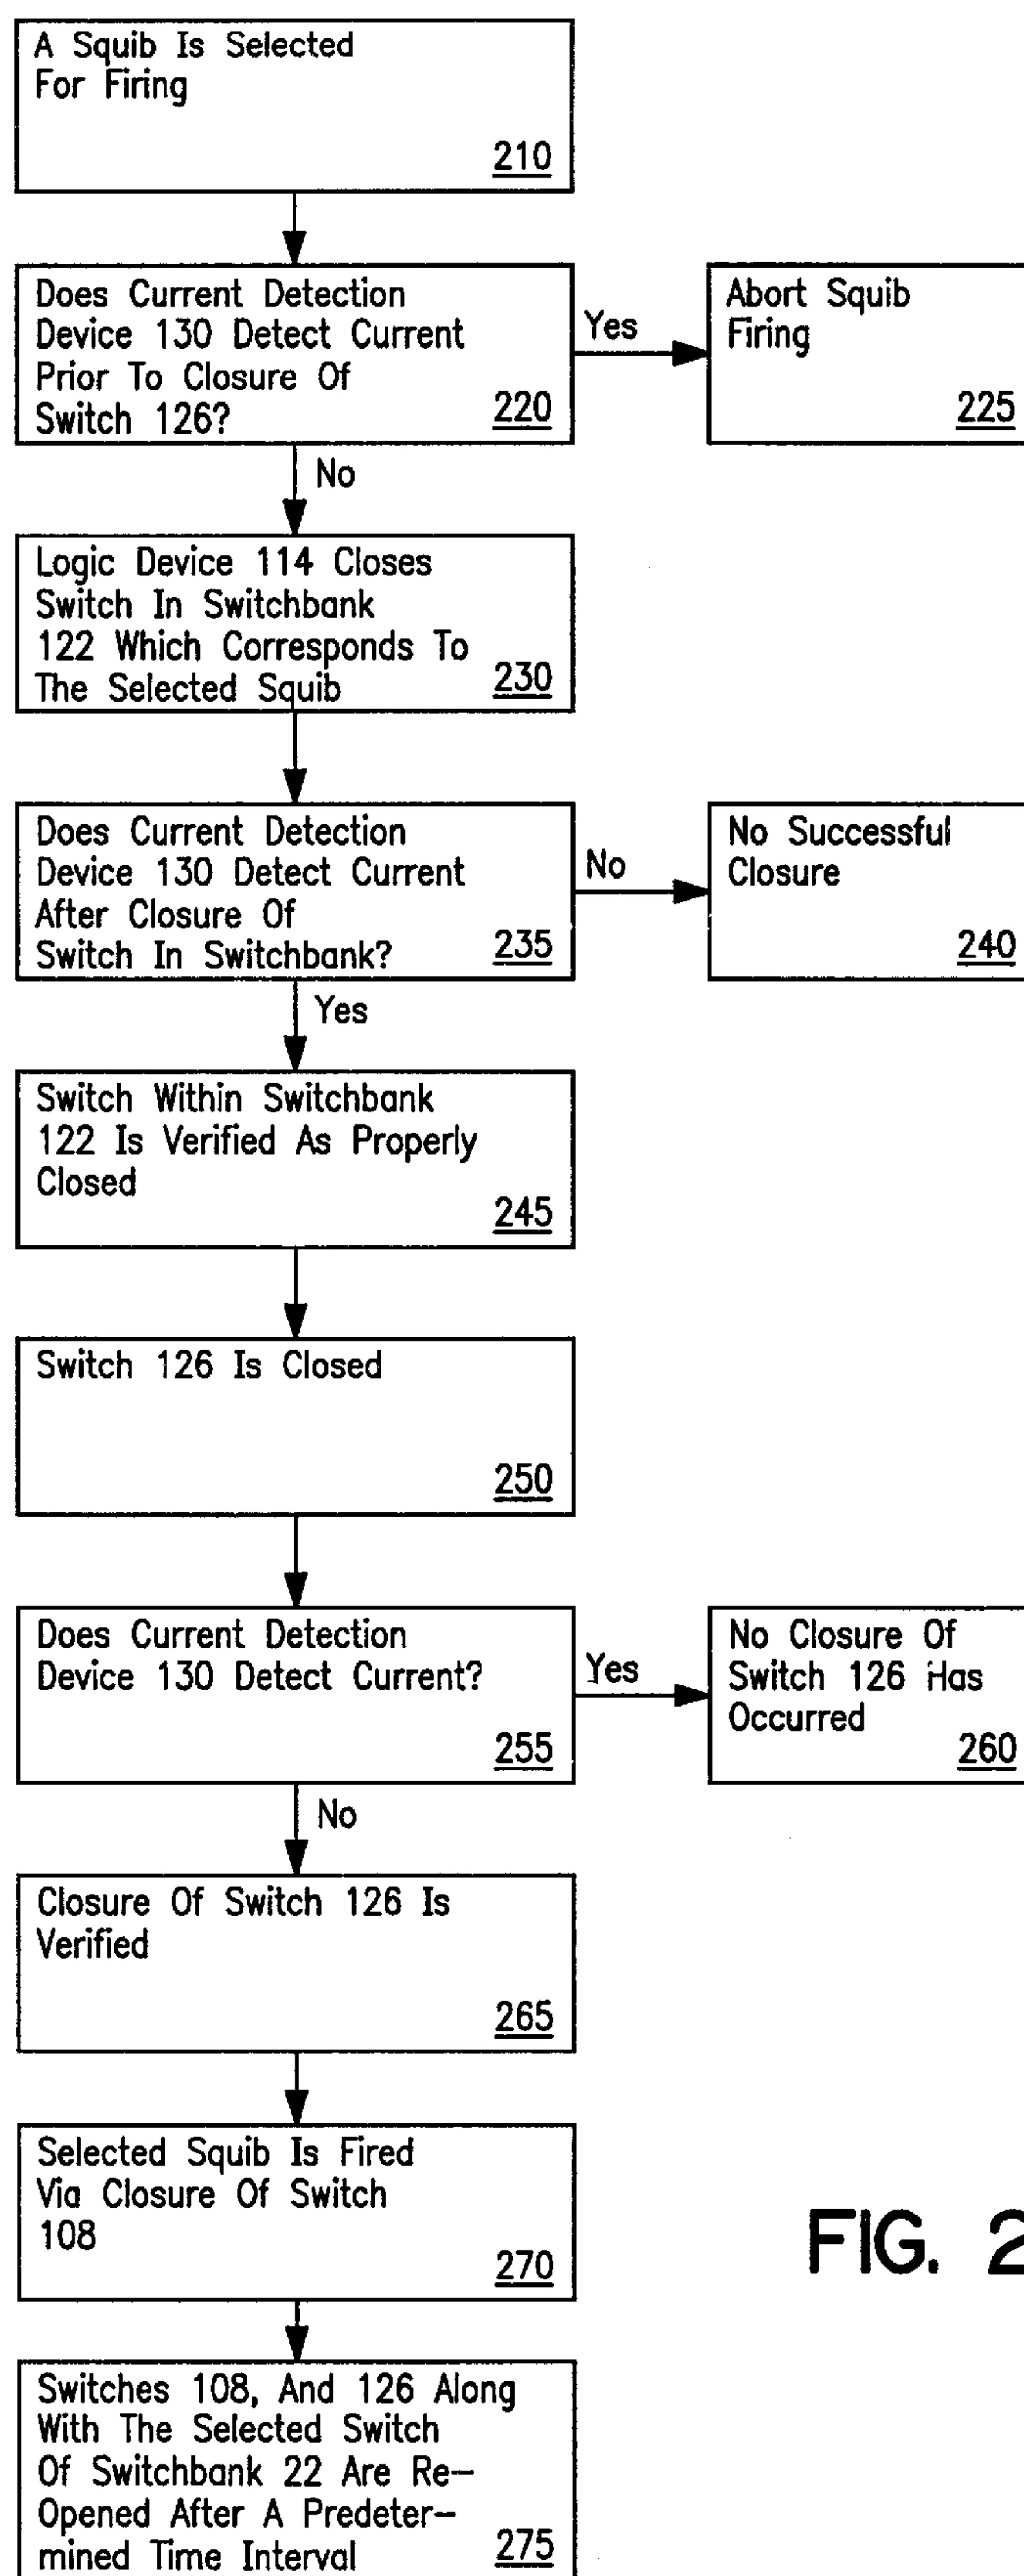 A Squib Is Selected
For Firing
210
Does Current Detection
Device 130 Detect Current
Prior To Closure Of
Switch 126?
220
Yes
Abort Squib
Firing
225
No
Logic Device 114 Closes
Switch In Switchbank
122 Which Corresponds To
The Selected Squib
230
Does Current Detection
Device 130 Detect Current
After Closure Of
Switch In Switchbank?
235
No
No Successful
Closure
240
Yes
Switch Within Switchbank
122 Is Verified As Properly
Closed
245
Switch 126 Is Closed
250
Does Current Detection
Device 130 Detect Current?
255
Yes
No Closure Of
Switch 126 Has
Occurred
260
No
Closure Of Switch 126 Is
Verified
265
Selected Squib Is Fired
Via Closure Of Switch
108
270
FIG. 2
Switches 108, And 126 Along
With The Selected Switch
Of Switchbank 22 Are Re-
Opened After A Predeter-
mined Time Interval
275